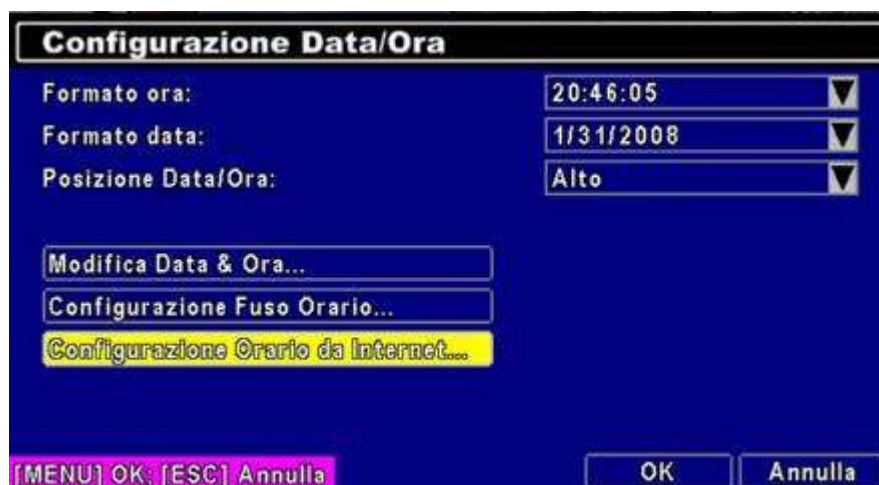 Configurazione Data/Ora
Formato ora: 20:46:05
Formato data: 1/31/2008
Posizione Data/Ora: Alto
Modifica Data & Ora...
Configurazione Fuso Orario...
Configurazione Orario da Internet...
[MENU] OK; [ESC] Annulla OK Annulla